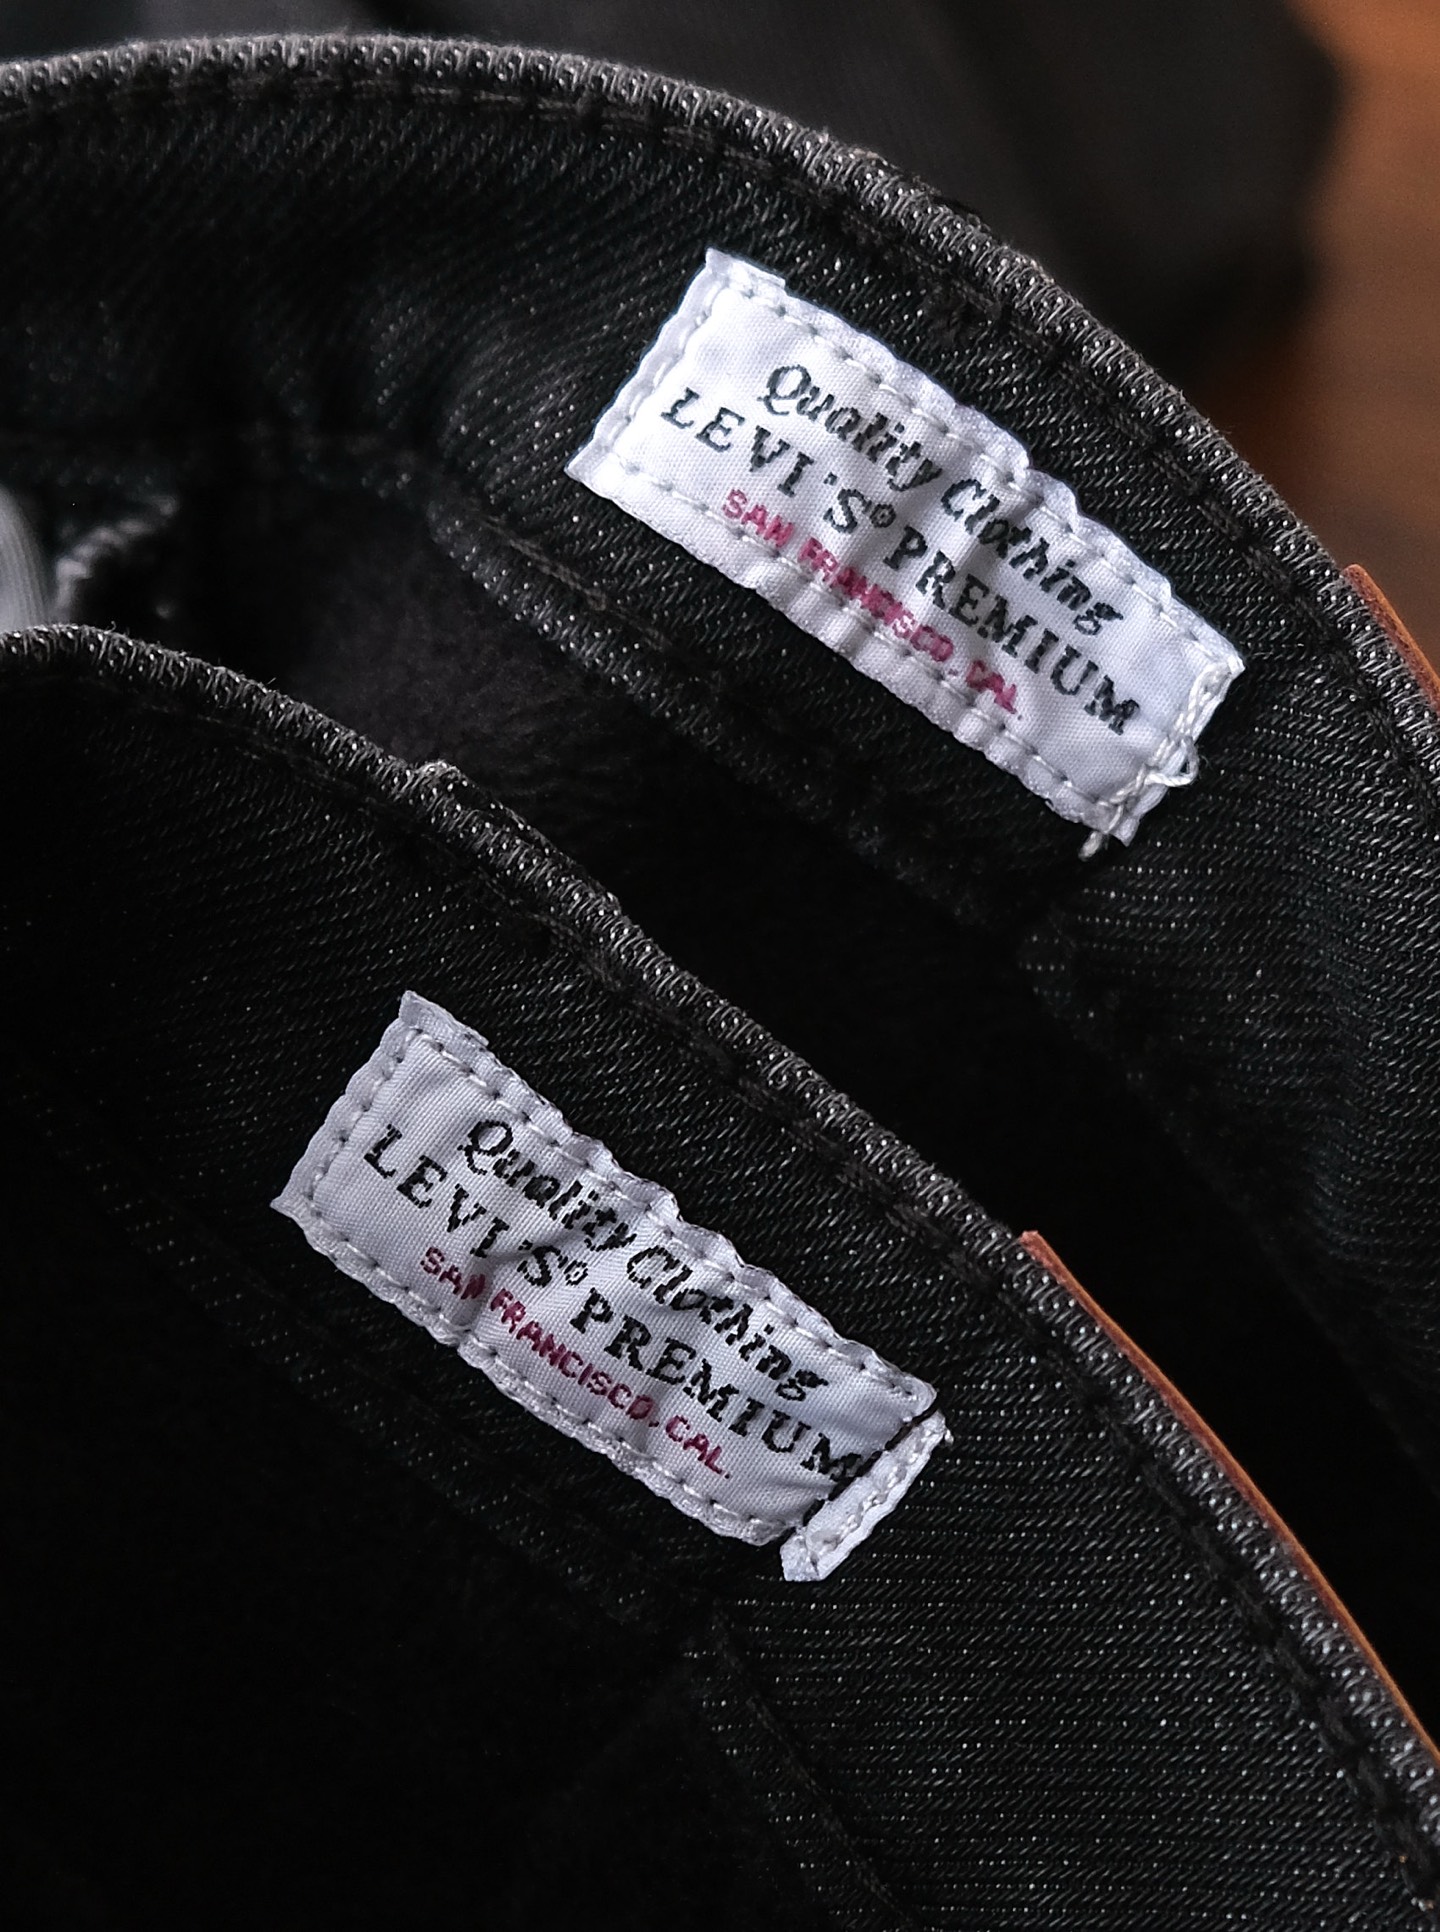 Quality Clothing
LEVI'S® PREMIUM
SAN FRANCISCO, CAL.
Quality Clothing
LEVI'S® PREMIUM
SAN FRANCISCO, CAL.